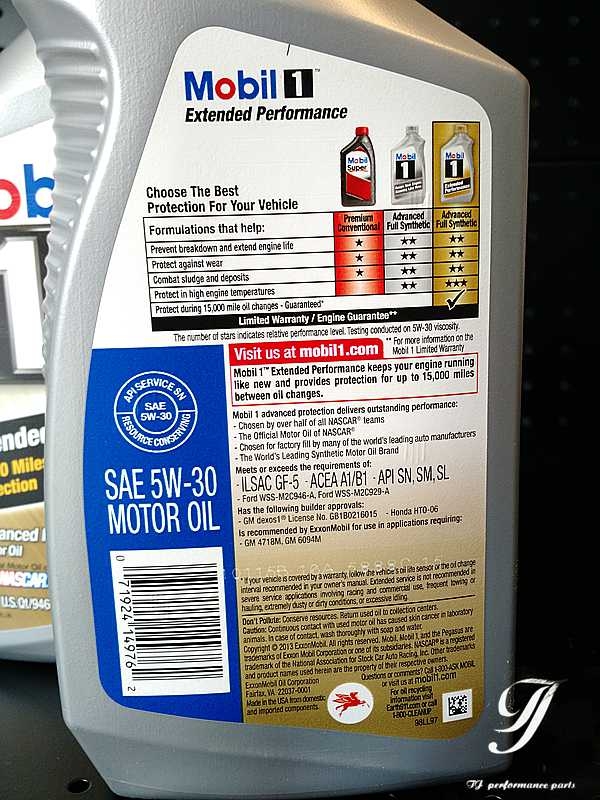 Mobil 1™
Extended Performance
Choose The Best
Protection For Your Vehicle
Mobil Super
Mobil 1
Mobil 1
Extended Performance
Formulations that help:
Premium Conventional
Advanced Full Synthetic
Advanced Full Synthetic
Prevent breakdown and extend engine life ★ ★★ ★★
Protect against wear ★ ★★ ★★
Combat sludge and deposits ★ ★★ ★★
Protect in high engine temperatures ★ ★★ ★★★
Protect during 15,000 mile oil changes - Guaranteed* ✓
Limited Warranty / Engine Guarantee**
The number of stars indicates relative performance level. Testing conducted on 5W-30 viscosity.
Visit us at mobil1.com
** For more information on the
Mobil 1 Limited Warranty
Mobil 1™ Extended Performance keeps your engine running
like new and provides protection for up to 15,000 miles
between oil changes.
Mobil 1 advanced protection delivers outstanding performance:
- Chosen by over half of all NASCAR® teams
- The Official Motor Oil of NASCAR®
- Chosen for factory fill by many of the world's leading auto manufacturers
- The World's Leading Synthetic Motor Oil Brand
Meets or exceeds the requirements of:
· ILSAC GF-5 · ACEA A1/B1 · API SN, SM, SL
- Ford WSS-M2C946-A, Ford WSS-M2C929-A
Has the following builder approvals:
- GM dexos1® License No. GB1B0216015 - Honda HTO-06
Is recommended by ExxonMobil for use in applications requiring:
- GM 4718M, GM 6094M
API SERVICE SN
SAE
5W-30
RESOURCE CONSERVING
SAE 5W-30
MOTOR OIL
0 71924 14976 2
* If your vehicle is covered by a warranty, follow the vehicle's oil life sensor or the oil change
interval recommended in your owner's manual. Extended service is not recommended in
severe service applications involving racing and commercial use, frequent towing or
hauling, extremely dusty or dirty conditions, or excessive idling.
Don't Pollute: Conserve resources. Return used oil to collection centers.
Caution: Continuous contact with used motor oil has caused skin cancer in laboratory
animals. In case of contact, wash thoroughly with soap and water.
Copyright © 2013 ExxonMobil. All rights reserved. Mobil, Mobil 1, and the Pegasus are
trademarks of Exxon Mobil Corporation or one of its subsidiaries. NASCAR® is a registered
trademark of the National Association for Stock Car Auto Racing, Inc. Other trademarks
and product names used herein are the property of their respective owners.
ExxonMobil Oil Corporation
Fairfax, VA 22037-0001
Made in the USA from domestic
and imported components.
Questions or comments? Call 1-800-ASK MOBIL
or visit us at mobil1.com
For oil recycling
information visit
Earth911.com or call
1-800-CLEANUP
98LL97
TJ performance parts